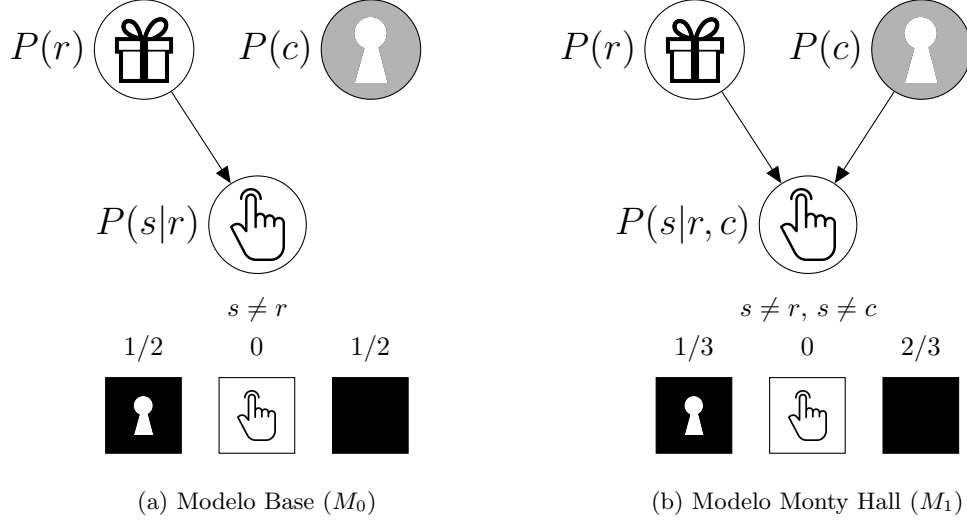 P(r) P(c)
P(s|r)
s ≠ r
1/2 0 1/2
(a) Modelo Base (M₀)
P(r) P(c)
P(s|r, c)
s ≠ r, s ≠ c
1/3 0 2/3
(b) Modelo Monty Hall (M₁)